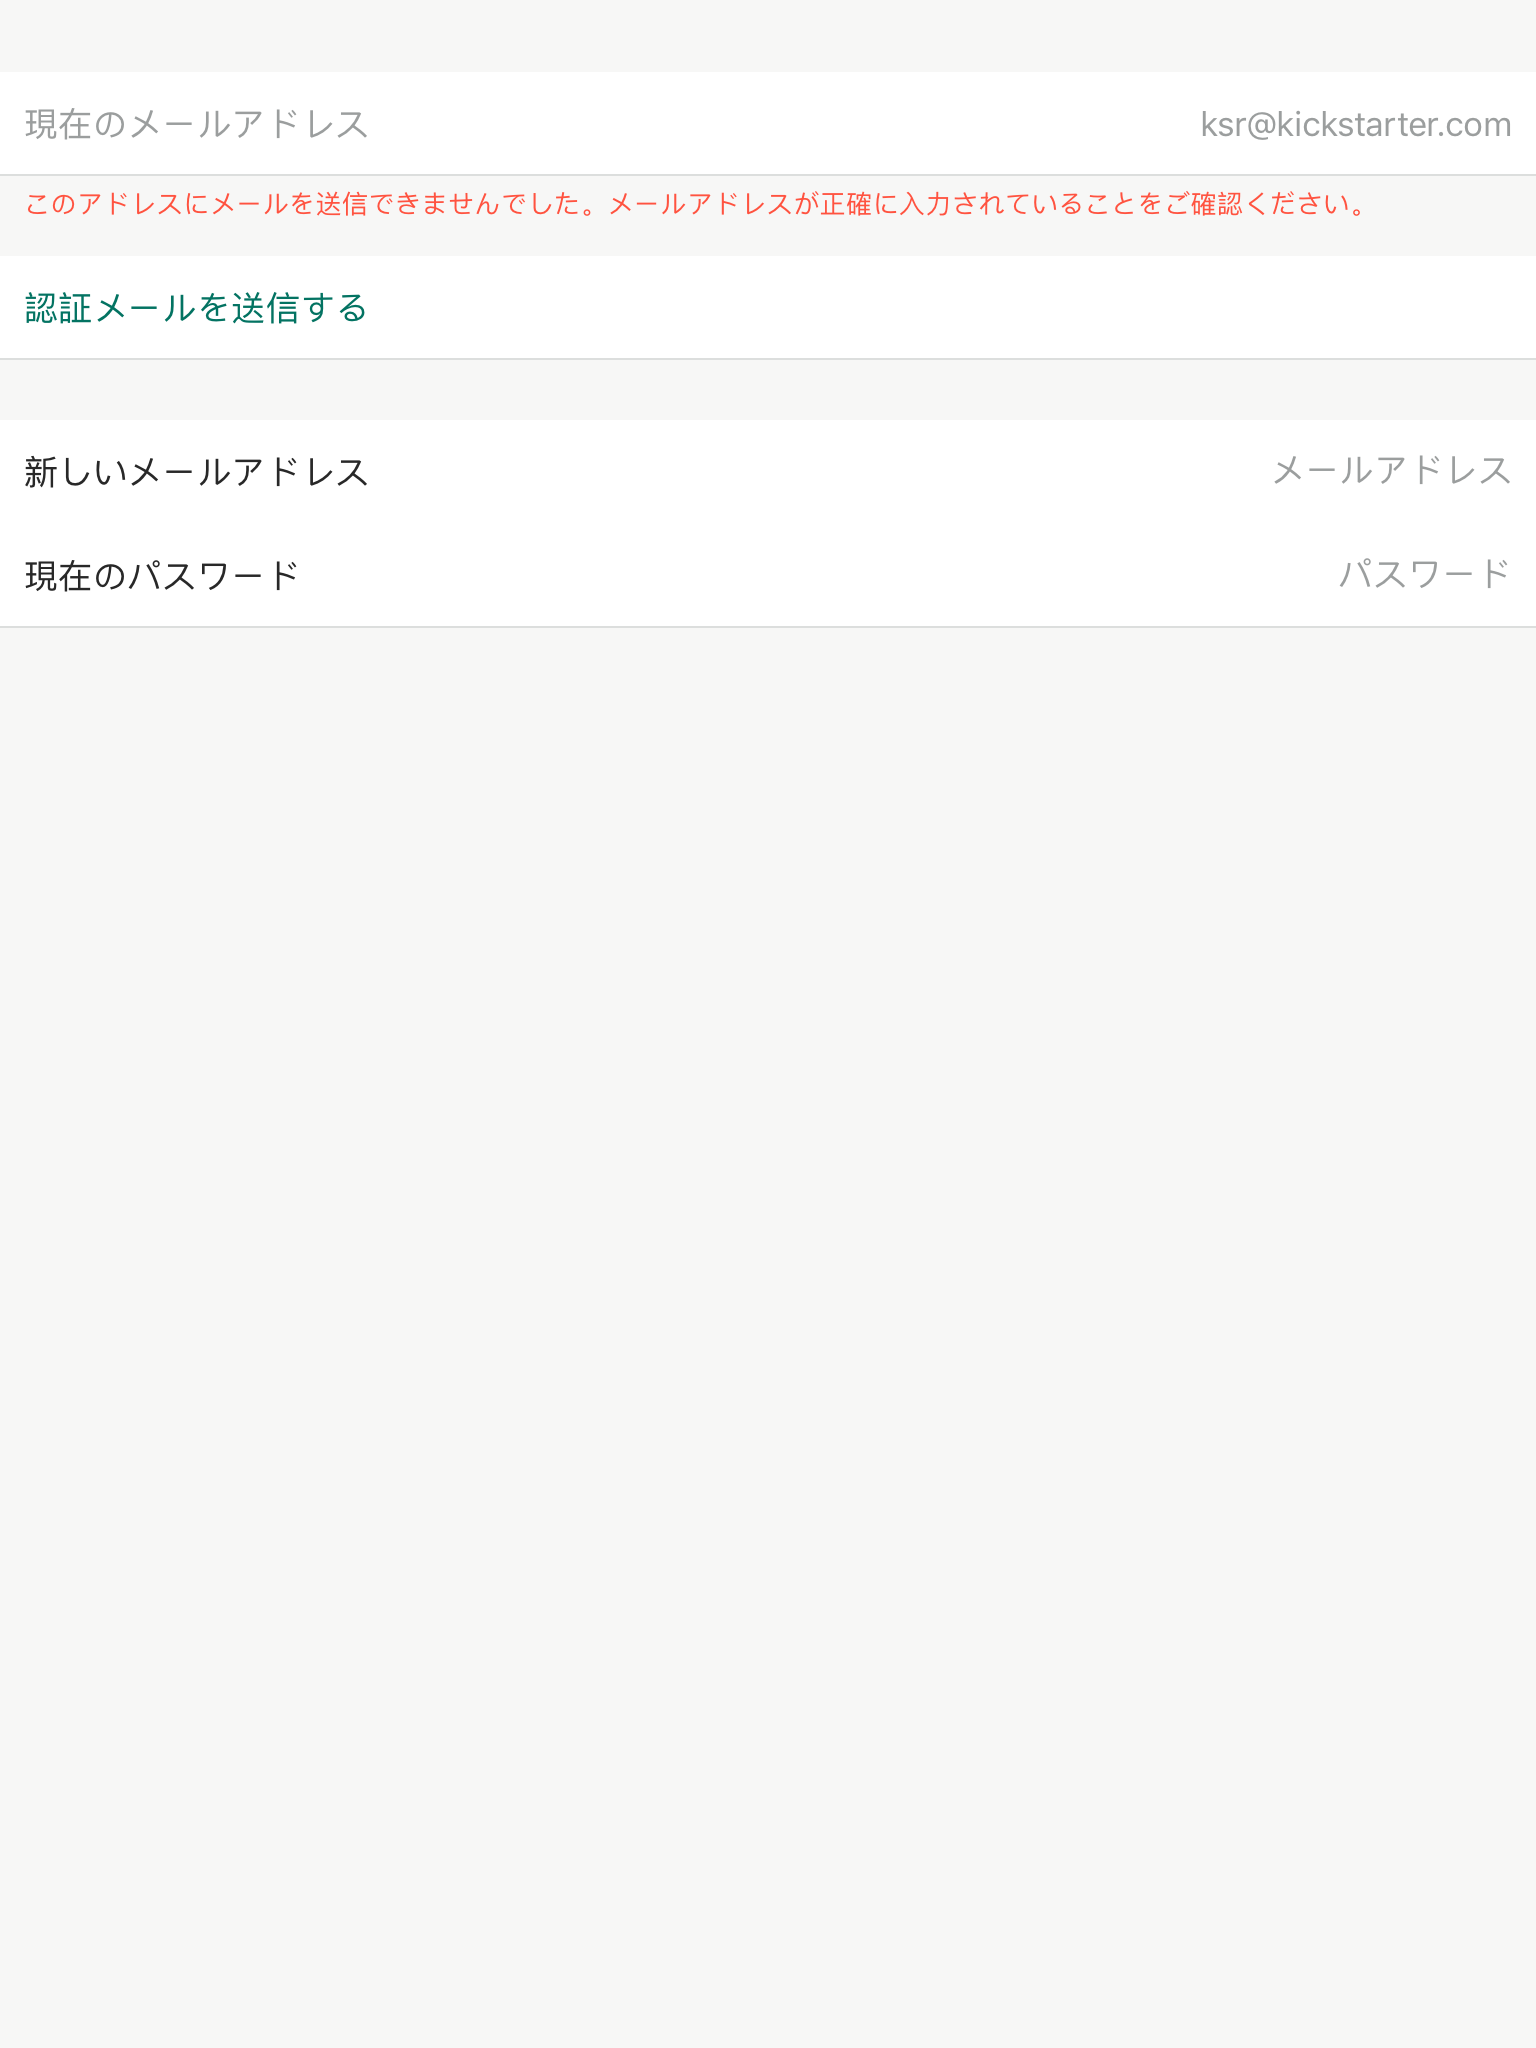 現在のメールアドレス ksr@kickstarter.com
このアドレスにメールを送信できませんでした。メールアドレスが正確に入力されていることをご確認ください。
認証メールを送信する
新しいメールアドレス メールアドレス
現在のパスワード パスワード